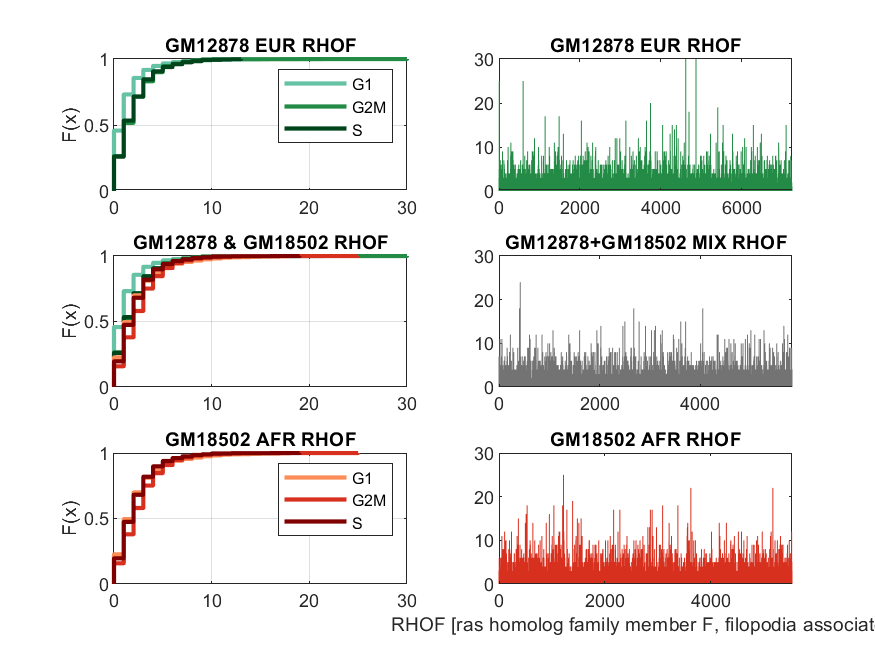 GM12878 EUR RHOF
1
0.5
0
F(x)
0 10 20 30
G1
G2M
S
GM12878 EUR RHOF
30
20
10
0
0 2000 4000 6000
GM12878 & GM18502 RHOF
1
0.5
0
F(x)
0 10 20 30
GM12878+GM18502 MIX RHOF
30
20
10
0
0 2000 4000
GM18502 AFR RHOF
1
0.5
0
F(x)
0 10 20 30
G1
G2M
S
GM18502 AFR RHOF
30
20
10
0
0 2000 4000
RHOF [ras homolog family member F, filopodia associat